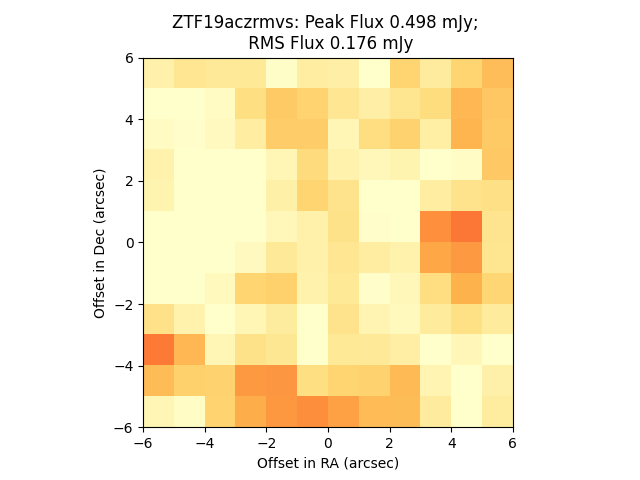 ZTF19aczrmvs: Peak Flux 0.498 mJy;
RMS Flux 0.176 mJy
6
4
2
0
−2
−4
−6
Offset in Dec (arcsec)
−6 −4 −2 0 2 4 6
Offset in RA (arcsec)